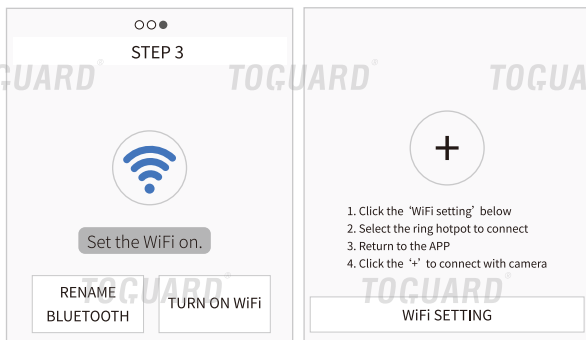 STEP 3
TOGUARD®
TOGUARD®
TOGUA
Set the WiFi on.
RENAME
BLUETOOTH
TURN ON WiFi
TOGUARD®
+
1. Click the ‘WiFi setting’ below
2. Select the ring hotpot to connect
3. Return to the APP
4. Click the ‘+’ to connect with camera
TOGUARD®
WiFi SETTING